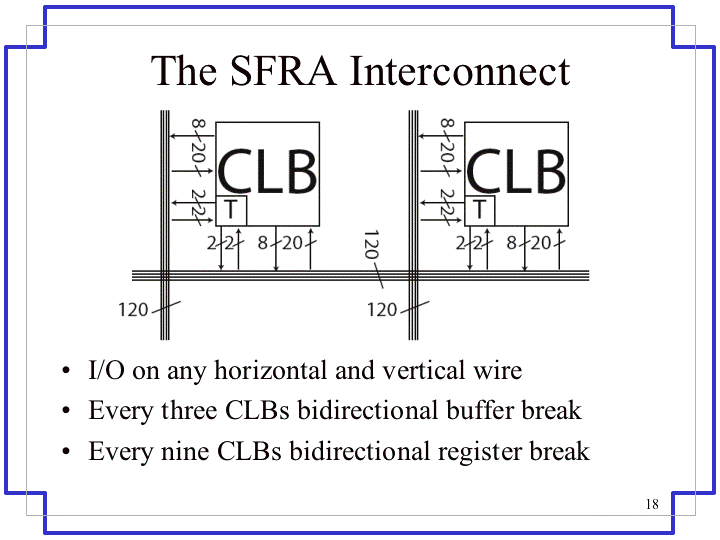 The SFRA Interconnect
8 20
CLB
2 2
T
2 2 8 20
120
8 20
CLB
2 2
T
2 2 8 20
120
120
• I/O on any horizontal and vertical wire
• Every three CLBs bidirectional buffer break
• Every nine CLBs bidirectional register break
18